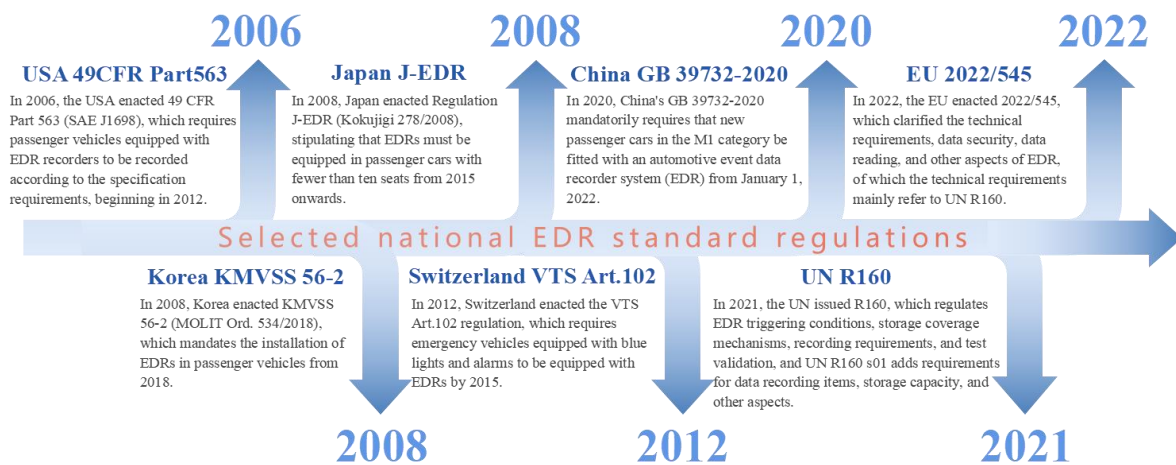 2006
USA 49CFR Part563
In 2006, the USA enacted 49 CFR
Part 563 (SAE J1698), which requires
passenger vehicles equipped with
EDR recorders to be recorded
according to the specification
requirements, beginning in 2012.
2008
Japan J-EDR
In 2008, Japan enacted Regulation
J-EDR (Kokujigi 278/2008),
stipulating that EDRs must be
equipped in passenger cars with
fewer than ten seats from 2015
onwards.
2020
China GB 39732-2020
In 2020, China's GB 39732-2020
mandatorily requires that new
passenger cars in the M1 category be
fitted with an automotive event data
recorder system (EDR) from January 1,
2022.
2022
EU 2022/545
In 2022, the EU enacted 2022/545,
which clarified the technical
requirements, data security, data
reading, and other aspects of EDR,
of which the technical requirements
mainly refer to UN R160.
Selected national EDR standard regulations
Korea KMVSS 56-2
In 2008, Korea enacted KMVSS
56-2 (MOLIT Ord. 534/2018),
which mandates the installation of
EDRs in passenger vehicles from
2018.
2008
Switzerland VTS Art.102
In 2012, Switzerland enacted the VTS
Art.102 regulation, which requires
emergency vehicles equipped with blue
lights and alarms to be equipped with
EDRs by 2015.
2012
UN R160
In 2021, the UN issued R160, which regulates
EDR triggering conditions, storage coverage
mechanisms, recording requirements, and test
validation, and UN R160 s01 adds requirements
for data recording items, storage capacity, and
other aspects.
2021